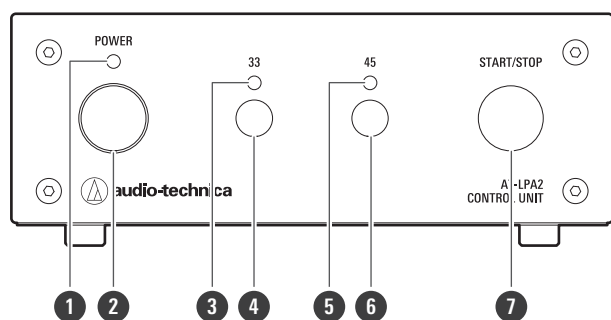 POWER
33
45
START/STOP
audio-technica
AT-LPA2
CONTROL UNIT
1 2 3 4 5 6 7